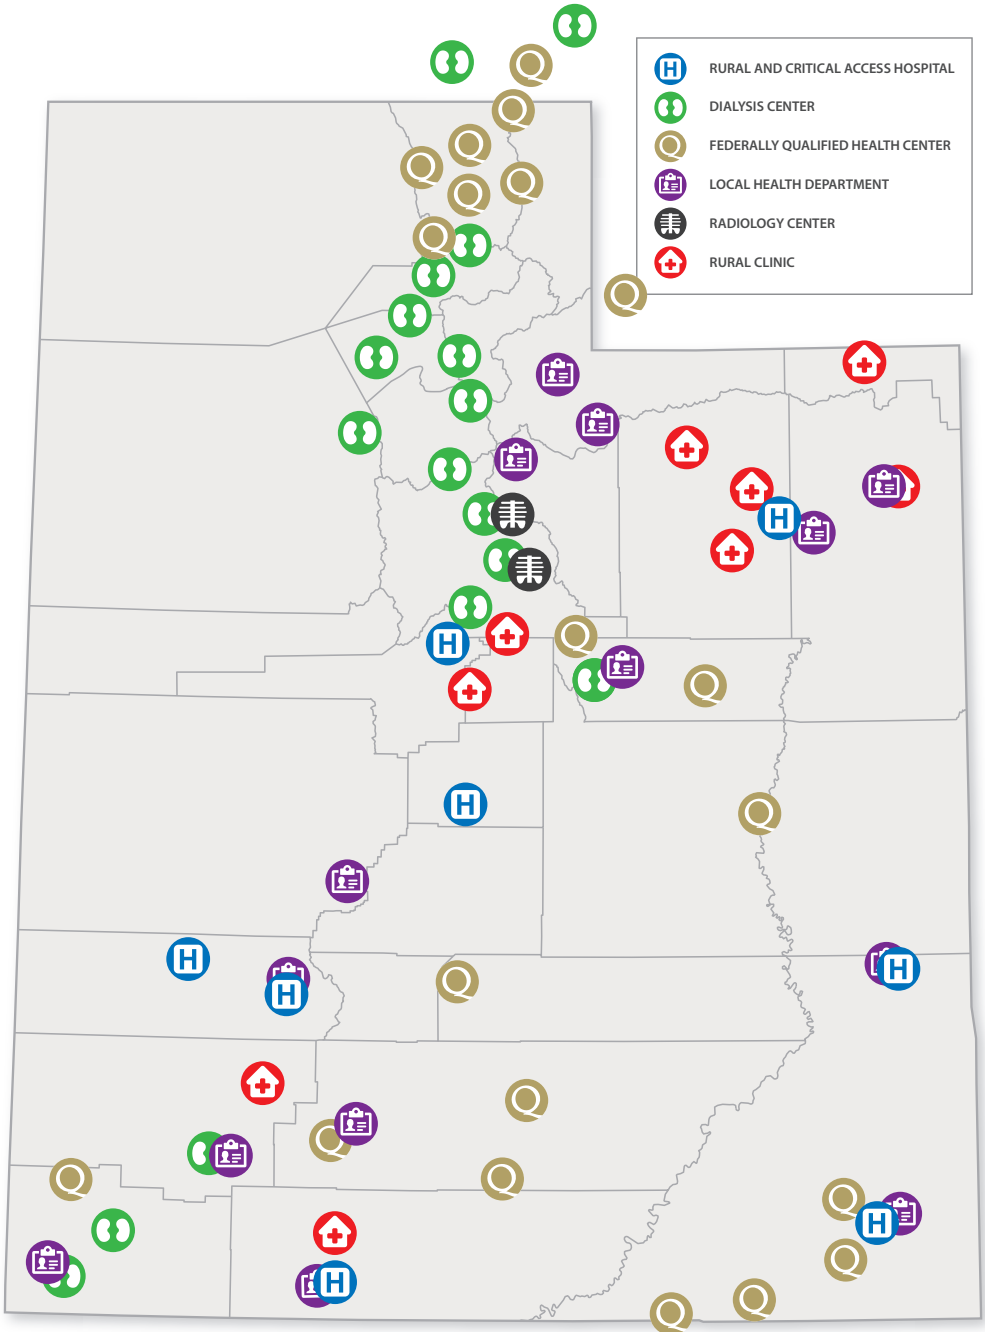 RURAL AND CRITICAL ACCESS HOSPITAL
DIALYSIS CENTER
FEDERALLY QUALIFIED HEALTH CENTER
LOCAL HEALTH DEPARTMENT
RADIOLOGY CENTER
RURAL CLINIC